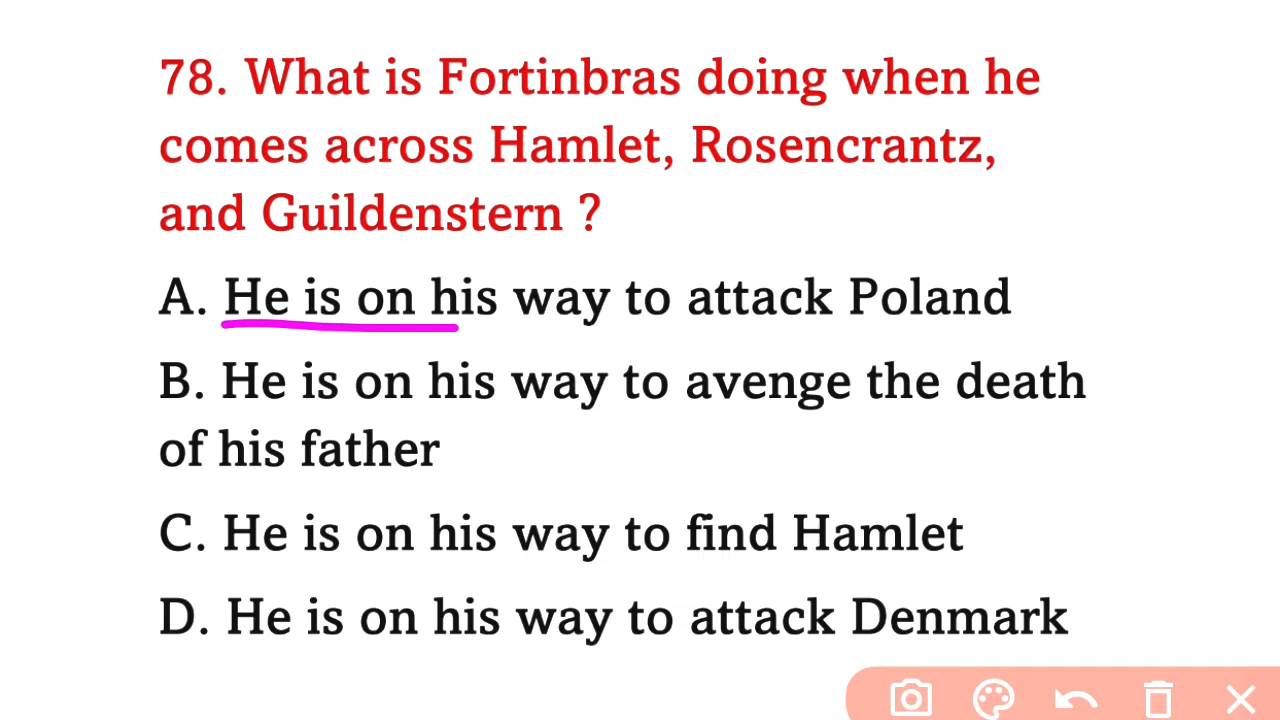 78. What is Fortinbras doing when he
comes across Hamlet, Rosencrantz,
and Guildenstern ?
A. He is on his way to attack Poland
B. He is on his way to avenge the death
of his father
C. He is on his way to find Hamlet
D. He is on his way to attack Denmark